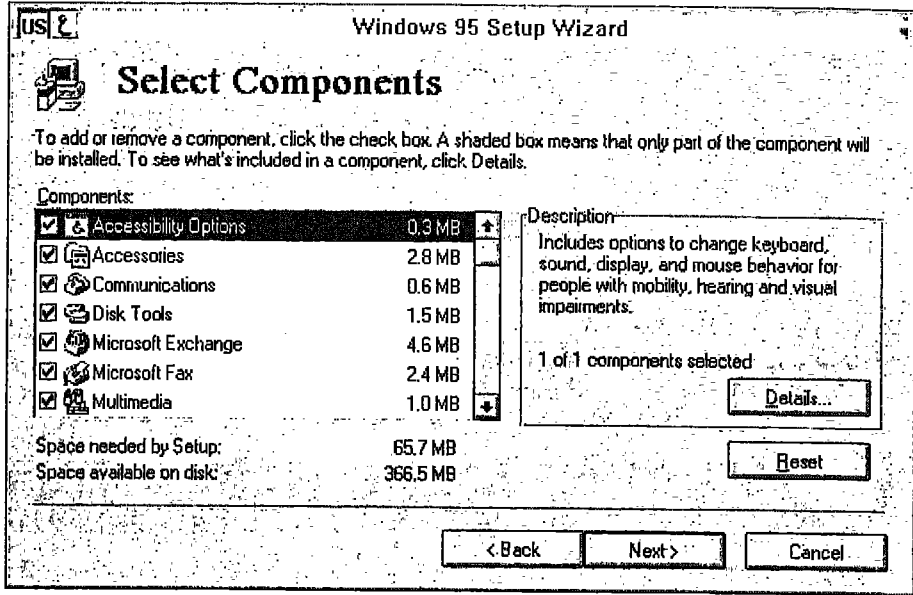 US ع
Windows 95 Setup Wizard
Select Components
To add or remove a component, click the check box. A shaded box means that only part of the component will
be installed. To see what's included in a component, click Details.
Components:
Accessibility Options 0.3 MB
Accessories 2.8 MB
Communications 0.6 MB
Disk Tools 1.5 MB
Microsoft Exchange 4.6 MB
Microsoft Fax 2.4 MB
Multimedia 1.0 MB
Description
Includes options to change keyboard,
sound, display, and mouse behavior for
people with mobility, hearing and visual
impairments.
1 of 1 components selected
Details...
Space needed by Setup: 65.7 MB
Space available on disk: 366.5 MB
Reset
< Back
Next >
Cancel